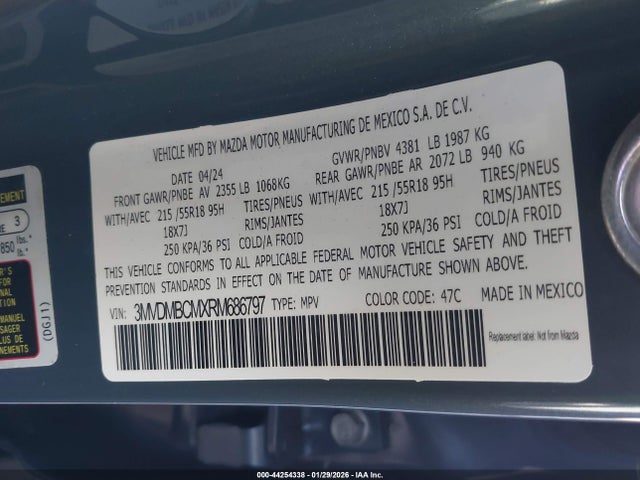 VEHICLE MFD BY MAZDA MOTOR MANUFACTURING DE MEXICO S.A. DE C.V.
DATE 04/24 GVWR/PNBV 4381 LB 1987 KG
FRONT GAWR/PNBE AV 2355 LB 1068KG REAR GAWR/PNBE AR 2072 LB 940 KG
WITH/AVEC 215 /55R18 95H TIRES/PNEUS WITH/AVEC 215 /55R18 95H TIRES/PNEUS
18X7J RIMS/JANTES 18X7J RIMS/JANTES
250 KPA/36 PSI COLD/A FROID 250 KPA/36 PSI COLD/A FROID
THIS VEHICLE CONFORMS TO ALL APPLICABLE FEDERAL MOTOR VEHICLE SAFETY AND THEFT
PREVENTION STANDARDS IN EFFECT ON THE DATE OF MANUFACTURE SHOWN ABOVE.
VIN: 3MVDMBCMXRM686797 TYPE: MPV COLOR CODE: 47C MADE IN MEXICO
Replacement label: Not from Mazda
(DGJ1)
3
850 lbs.*
000-44254338 - 01/29/2026 - IAA Inc.